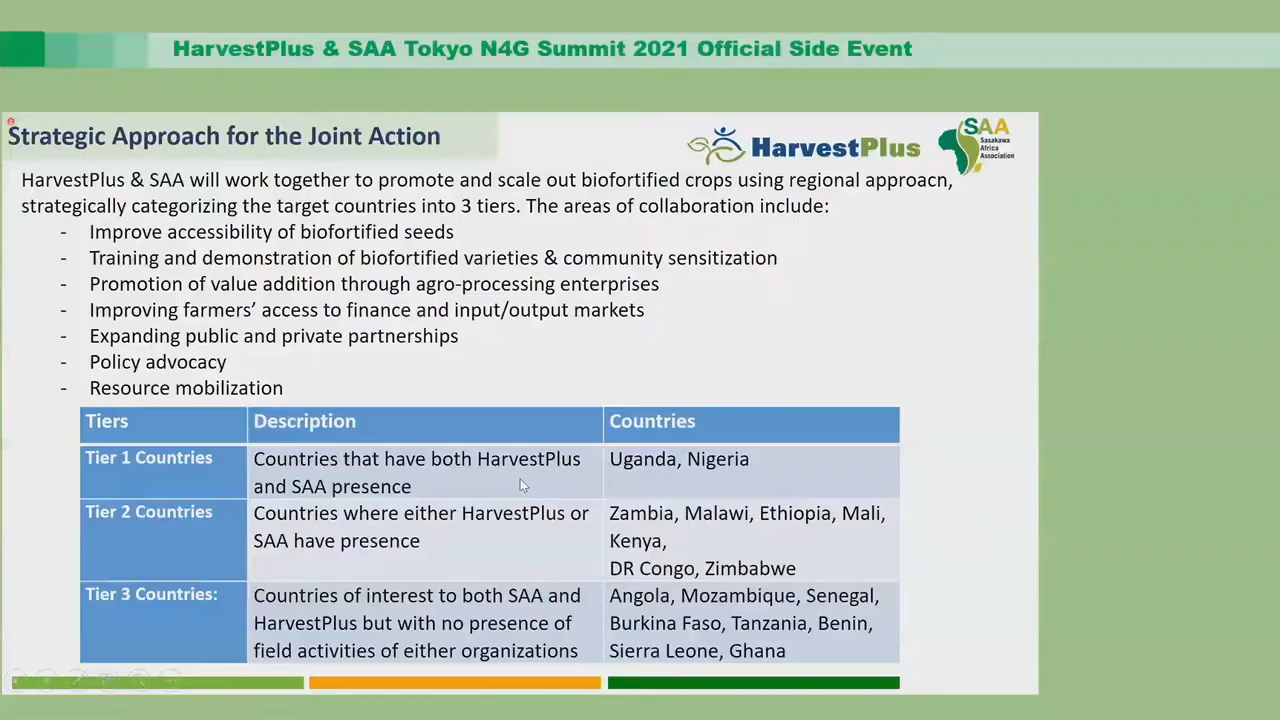 HarvestPlus & SAA Tokyo N4G Summit 2021 Official Side Event
Strategic Approach for the Joint Action
HarvestPlus
SAA
Sasakawa
Africa
Association
HarvestPlus & SAA will work together to promote and scale out biofortified crops using regional approacn,
strategically categorizing the target countries into 3 tiers. The areas of collaboration include:
- Improve accessibility of biofortified seeds
- Training and demonstration of biofortified varieties & community sensitization
- Promotion of value addition through agro-processing enterprises
- Improving farmers’ access to finance and input/output markets
- Expanding public and private partnerships
- Policy advocacy
- Resource mobilization
Tiers Description Countries
Tier 1 Countries Countries that have both HarvestPlus Uganda, Nigeria
and SAA presence
Tier 2 Countries Countries where either HarvestPlus or Zambia, Malawi, Ethiopia, Mali,
SAA have presence Kenya,
DR Congo, Zimbabwe
Tier 3 Countries: Countries of interest to both SAA and Angola, Mozambique, Senegal,
HarvestPlus but with no presence of Burkina Faso, Tanzania, Benin,
field activities of either organizations Sierra Leone, Ghana